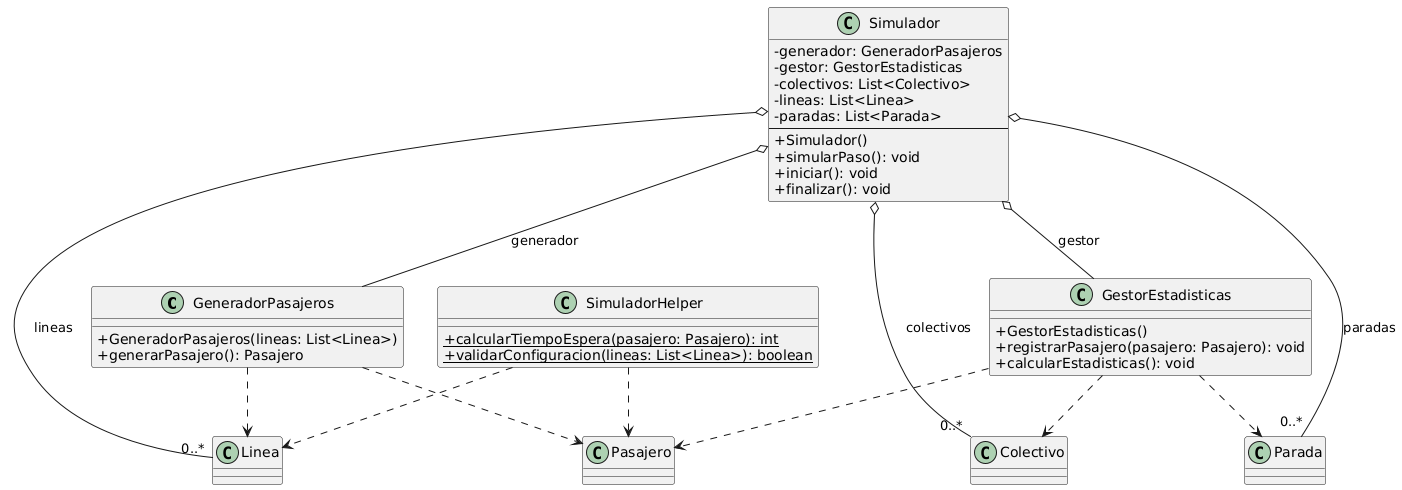 C Simulador
-generador: GeneradorPasajeros
-gestor: GestorEstadisticas
-colectivos: List<Colectivo>
-lineas: List<Linea>
-paradas: List<Parada>
+Simulador()
+simularPaso(): void
+iniciar(): void
+finalizar(): void
generador
gestor
C GeneradorPasajeros
+GeneradorPasajeros(lineas: List<Linea>)
+generarPasajero(): Pasajero
C SimuladorHelper
+calcularTiempoEspera(pasajero: Pasajero): int
+validarConfiguracion(lineas: List<Linea>): boolean
C GestorEstadisticas
+GestorEstadisticas()
+registrarPasajero(pasajero: Pasajero): void
+calcularEstadisticas(): void
lineas
colectivos
paradas
0..*
0..*
0..*
C Linea
C Pasajero
C Colectivo
C Parada